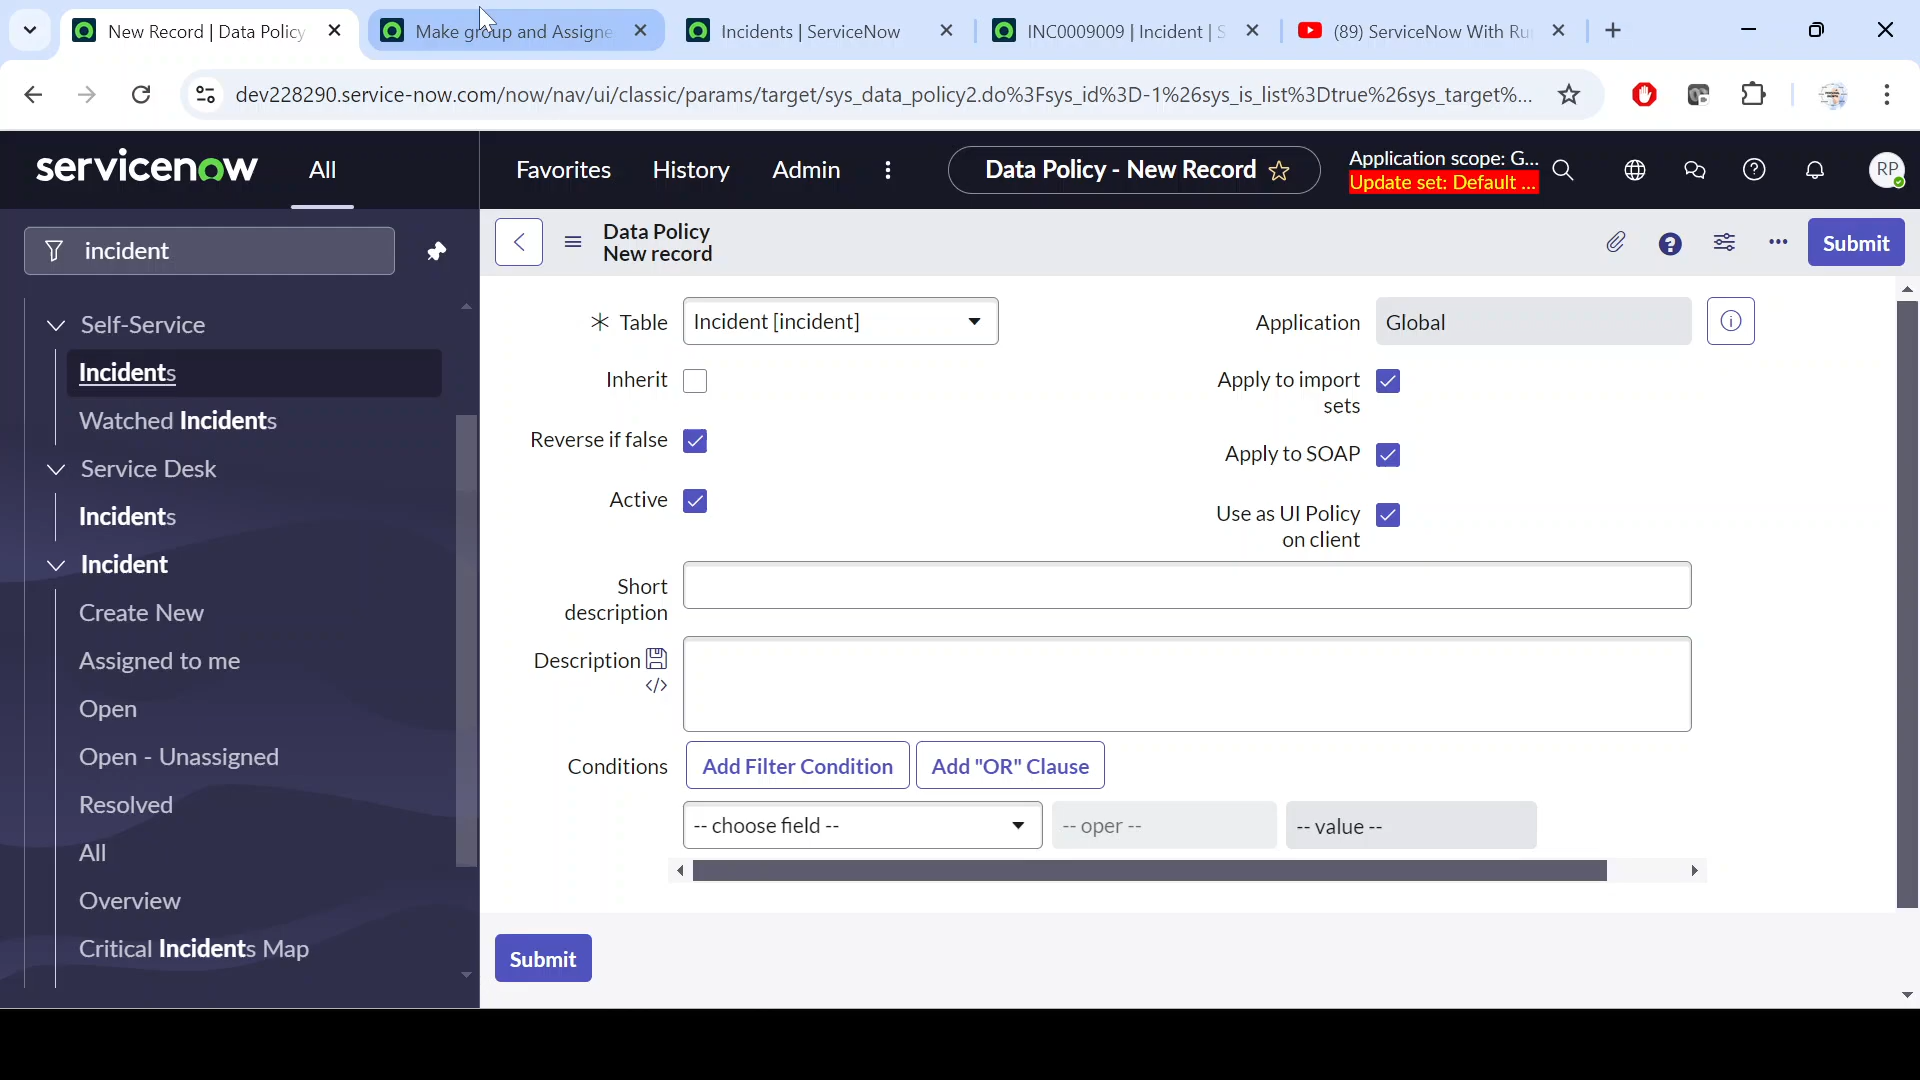 New Record | Data Policy
Make group and Assigne
Incidents | ServiceNow
INC0009009 | Incident | S
(89) ServiceNow With Ru
dev228290.service-now.com/now/nav/ui/classic/params/target/sys_data_policy2.do%3Fsys_id%3D-1%26sys_is_list%3Dtrue%26sys_target%...
servicenow
All
Favorites
History
Admin
Data Policy - New Record
Application scope: G...
Update set: Default ...
RP
incident
Data Policy
New record
Submit
Self-Service
Incidents
Watched Incidents
Service Desk
Incidents
Incident
Create New
Assigned to me
Open
Open - Unassigned
Resolved
All
Overview
Critical Incidents Map
Table
Incident [incident]
Application
Global
Inherit
Apply to import
sets
Reverse if false
Apply to SOAP
Active
Use as UI Policy
on client
Short
description
Description
Conditions
Add Filter Condition
Add "OR" Clause
-- choose field --
-- oper --
-- value --
Submit